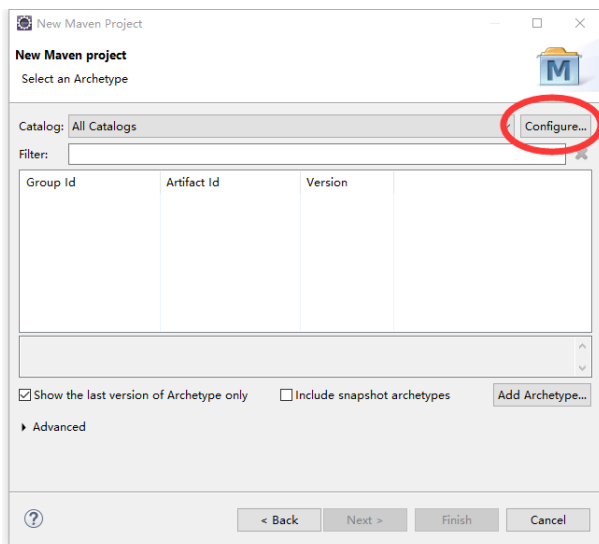 New Maven Project
New Maven project
Select an Archetype
M
Catalog: All Catalogs Configure...
Filter:
Group Id Artifact Id Version
Show the last version of Archetype only Include snapshot archetypes Add Archetype...
Advanced
? < Back Next > Finish Cancel